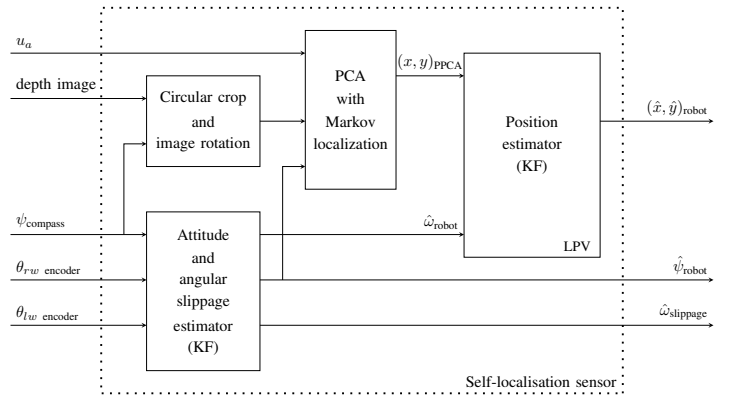 u_a
depth image
ψ_compass
θ_rw encoder
θ_lw encoder
Circular crop
and
image rotation
Attitude
and
angular
slippage
estimator
(KF)
PCA
with
Markov
localization
(x, y)_PPCA
ω̂_robot
Position
estimator
(KF)
LPV
(x̂, ŷ)_robot
ψ̂_robot
ω̂_slippage
Self-localisation sensor